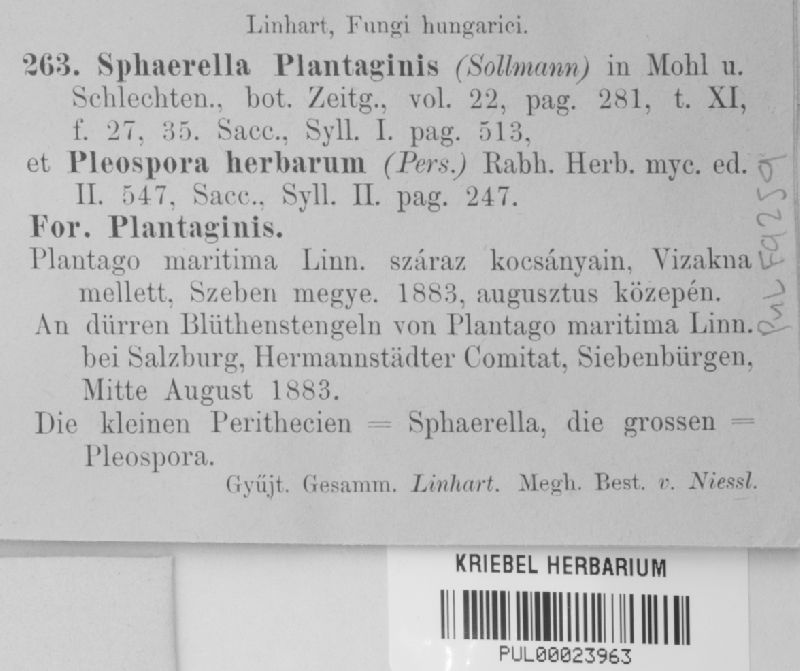 Linhart, Fungi hungarici.
263. Sphaerella Plantaginis (Sollmann) in Mohl u.
Schlechten., bot. Zeitg., vol. 22, pag. 281, t. XI,
f. 27, 35. Sacc., Syll. I. pag. 513,
et Pleospora herbarum (Pers.) Rabh. Herb. myc. ed.
II. 547, Sacc., Syll. II. pag. 247.
For. Plantaginis.
Plantago maritima Linn. száraz kocsányain, Vizakna
mellett, Szeben megye. 1883, augusztus közepén.
An dürren Blüthenstengeln von Plantago maritima Linn.
bei Salzburg, Hermannstädter Comitat, Siebenbürgen,
Mitte August 1883.
Die kleinen Perithecien = Sphaerella, die grossen =
Pleospora.
Gyűjt. Gesamm. Linhart. Megh. Best. v. Niessl.
PUL F9259
KRIEBEL HERBARIUM
PUL00023963